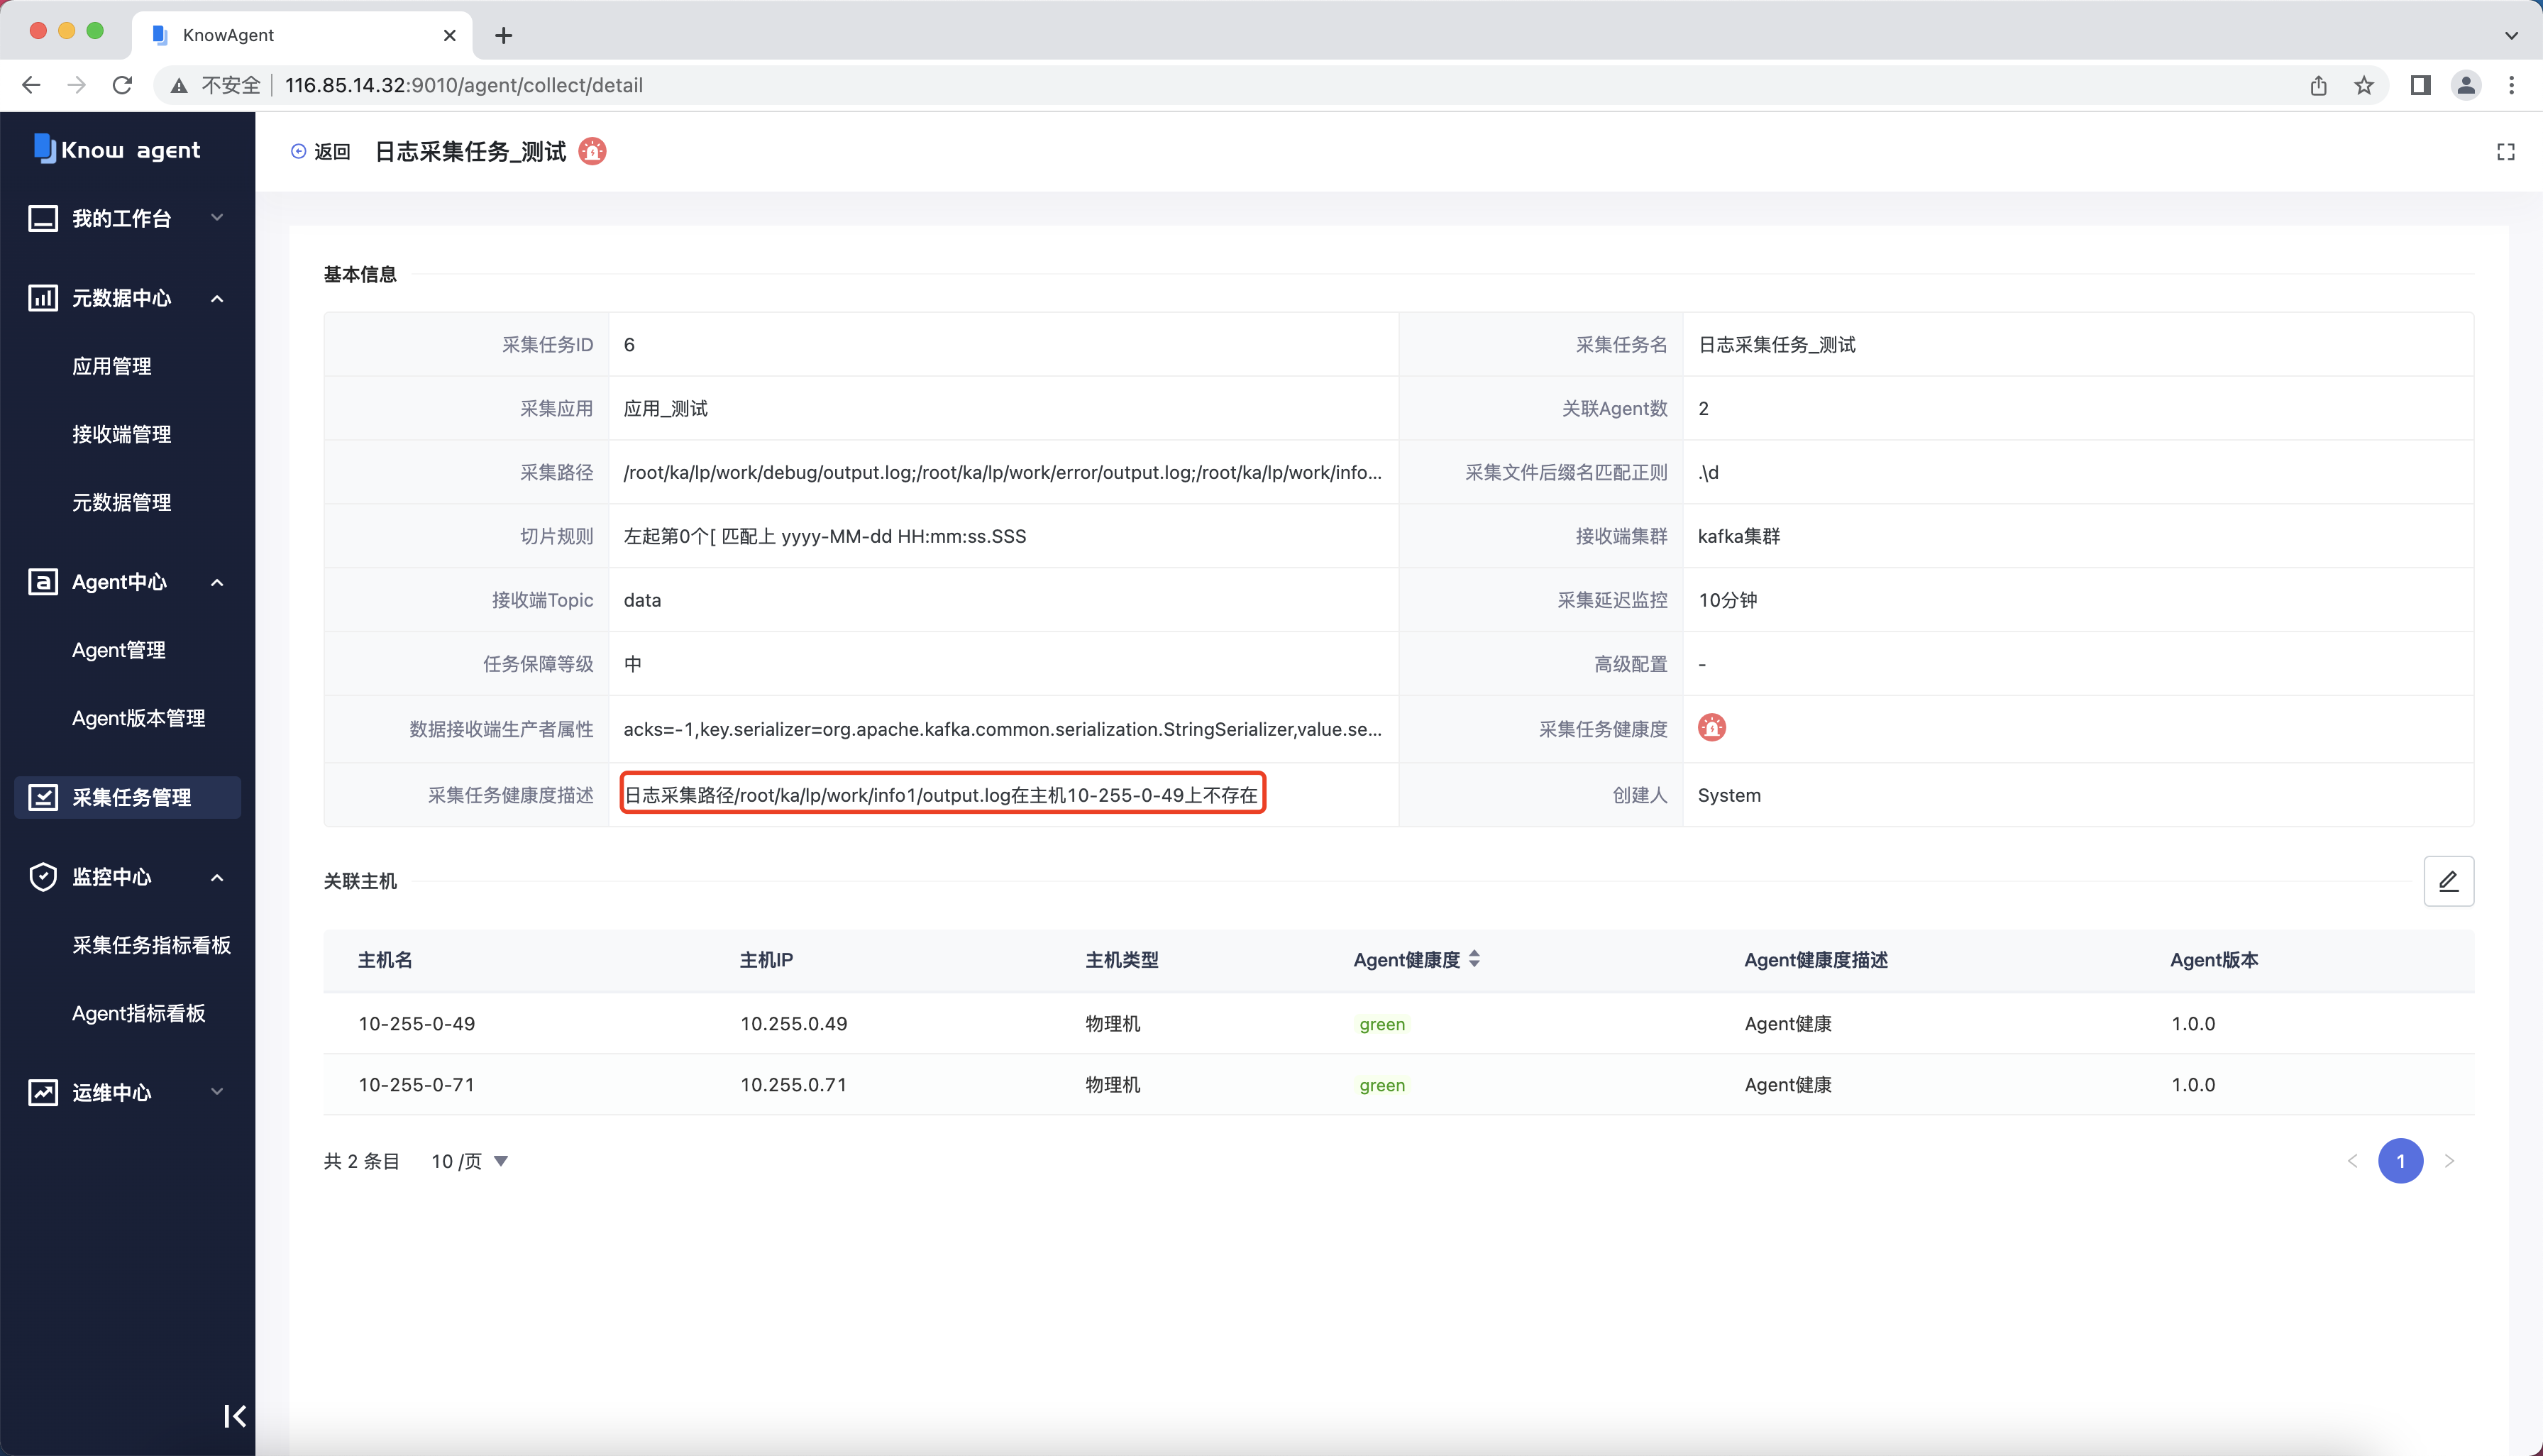 KnowAgent
不安全 116.85.14.32:9010/agent/collect/detail
Know agent
返回 日志采集任务_测试
我的工作台
元数据中心
应用管理
接收端管理
元数据管理
Agent中心
Agent管理
Agent版本管理
采集任务管理
监控中心
采集任务指标看板
Agent指标看板
运维中心
基本信息
采集任务ID 6 采集任务名 日志采集任务_测试
采集应用 应用_测试 关联Agent数 2
采集路径 /root/ka/lp/work/debug/output.log;/root/ka/lp/work/error/output.log;/root/ka/lp/work/info... 采集文件后缀名匹配正则 .\d
切片规则 左起第0个[ 匹配上 yyyy-MM-dd HH:mm:ss.SSS 接收端集群 kafka集群
接收端Topic data 采集延迟监控 10分钟
任务保障等级 中 高级配置 -
数据接收端生产者属性 acks=-1,key.serializer=org.apache.kafka.common.serialization.StringSerializer,value.se... 采集任务健康度
采集任务健康度描述 日志采集路径/root/ka/lp/work/info1/output.log在主机10-255-0-49上不存在 创建人 System
关联主机
主机名 主机IP 主机类型 Agent健康度 Agent健康度描述 Agent版本
10-255-0-49 10.255.0.49 物理机 green Agent健康 1.0.0
10-255-0-71 10.255.0.71 物理机 green Agent健康 1.0.0
共 2 条目 10 /页 1